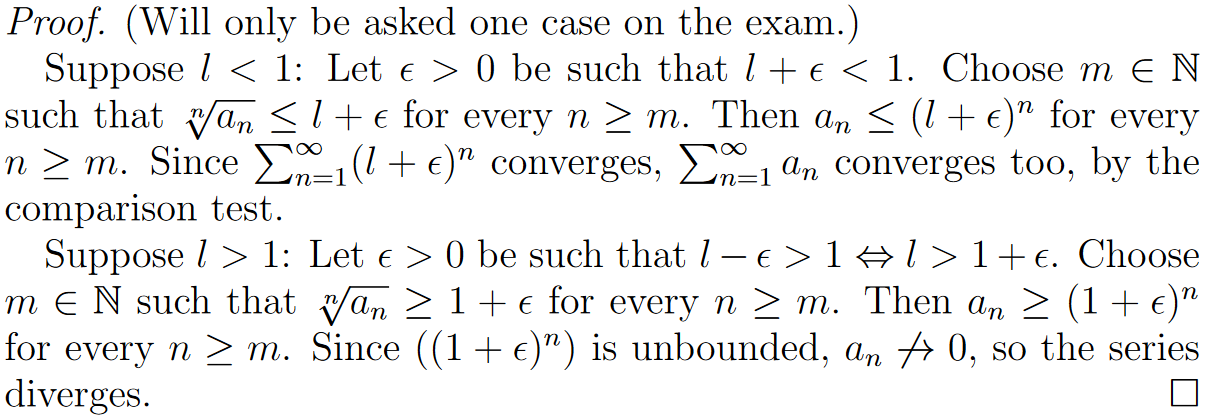 Proof. (Will only be asked one case on the exam.)
Suppose l < 1: Let ϵ > 0 be such that l + ϵ < 1. Choose m ∈ ℕ
such that ⁿ√aₙ ≤ l + ϵ for every n ≥ m. Then aₙ ≤ (l + ϵ)ⁿ for every
n ≥ m. Since ∑_{n=1}^{∞}(l + ϵ)ⁿ converges, ∑_{n=1}^{∞} aₙ converges too, by the
comparison test.
Suppose l > 1: Let ϵ > 0 be such that l − ϵ > 1 ⇔ l > 1 + ϵ. Choose
m ∈ ℕ such that ⁿ√aₙ ≥ 1 + ϵ for every n ≥ m. Then aₙ ≥ (1 + ϵ)ⁿ
for every n ≥ m. Since ((1 + ϵ)ⁿ) is unbounded, aₙ ↛ 0, so the series
diverges. □